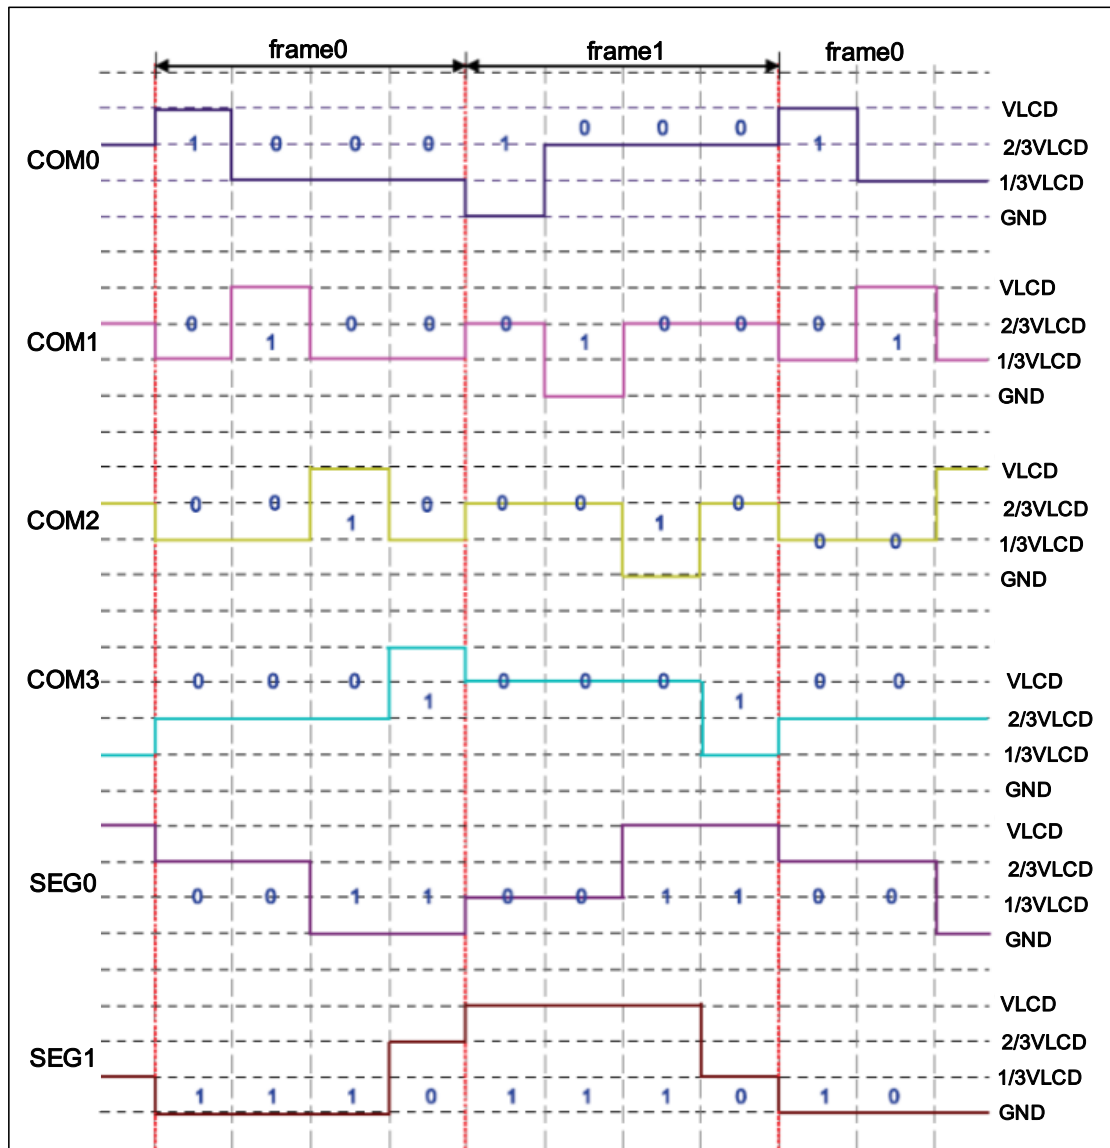 frame0 frame1 frame0
VLCD
1 0 0 0 1 0 0 0 1 2/3VLCD
COM0
1/3VLCD
GND
VLCD
0 0 0 0 0 0 0 2/3VLCD
COM1 1 1 1
1/3VLCD
GND
VLCD
0 0 0 0 0 0 2/3VLCD
COM2 1 1
0 0 1/3VLCD
GND
COM3 0 0 0 0 0 0 0 0 VLCD
1 1
2/3VLCD
1/3VLCD
GND
VLCD
2/3VLCD
SEG0
0 0 1 1 0 0 1 1 0 0 1/3VLCD
GND
VLCD
2/3VLCD
SEG1
1/3VLCD
1 1 1 0 1 1 1 0 1 0
GND